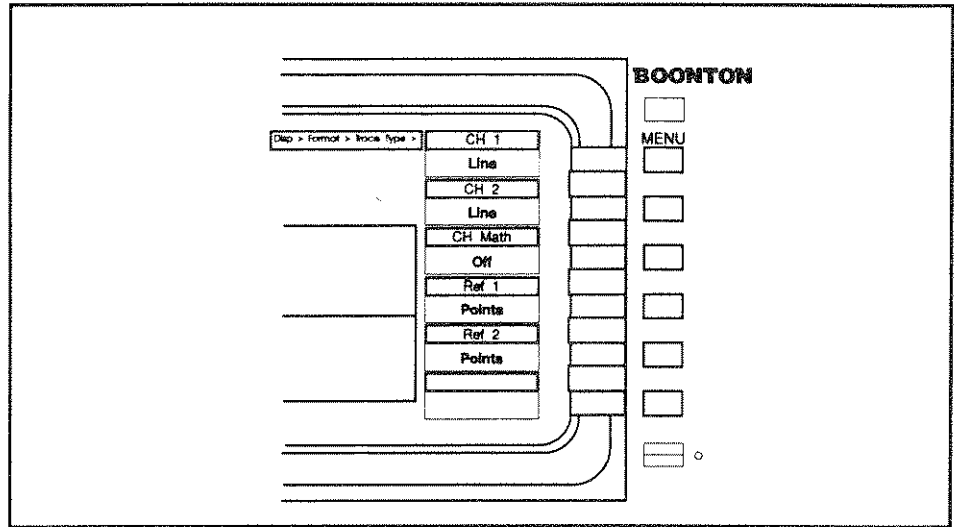 BOONTON
MENU
Disp > Format > Trace Type >
CH 1
Line
CH 2
Line
CH Math
Off
Ref 1
Points
Ref 2
Points